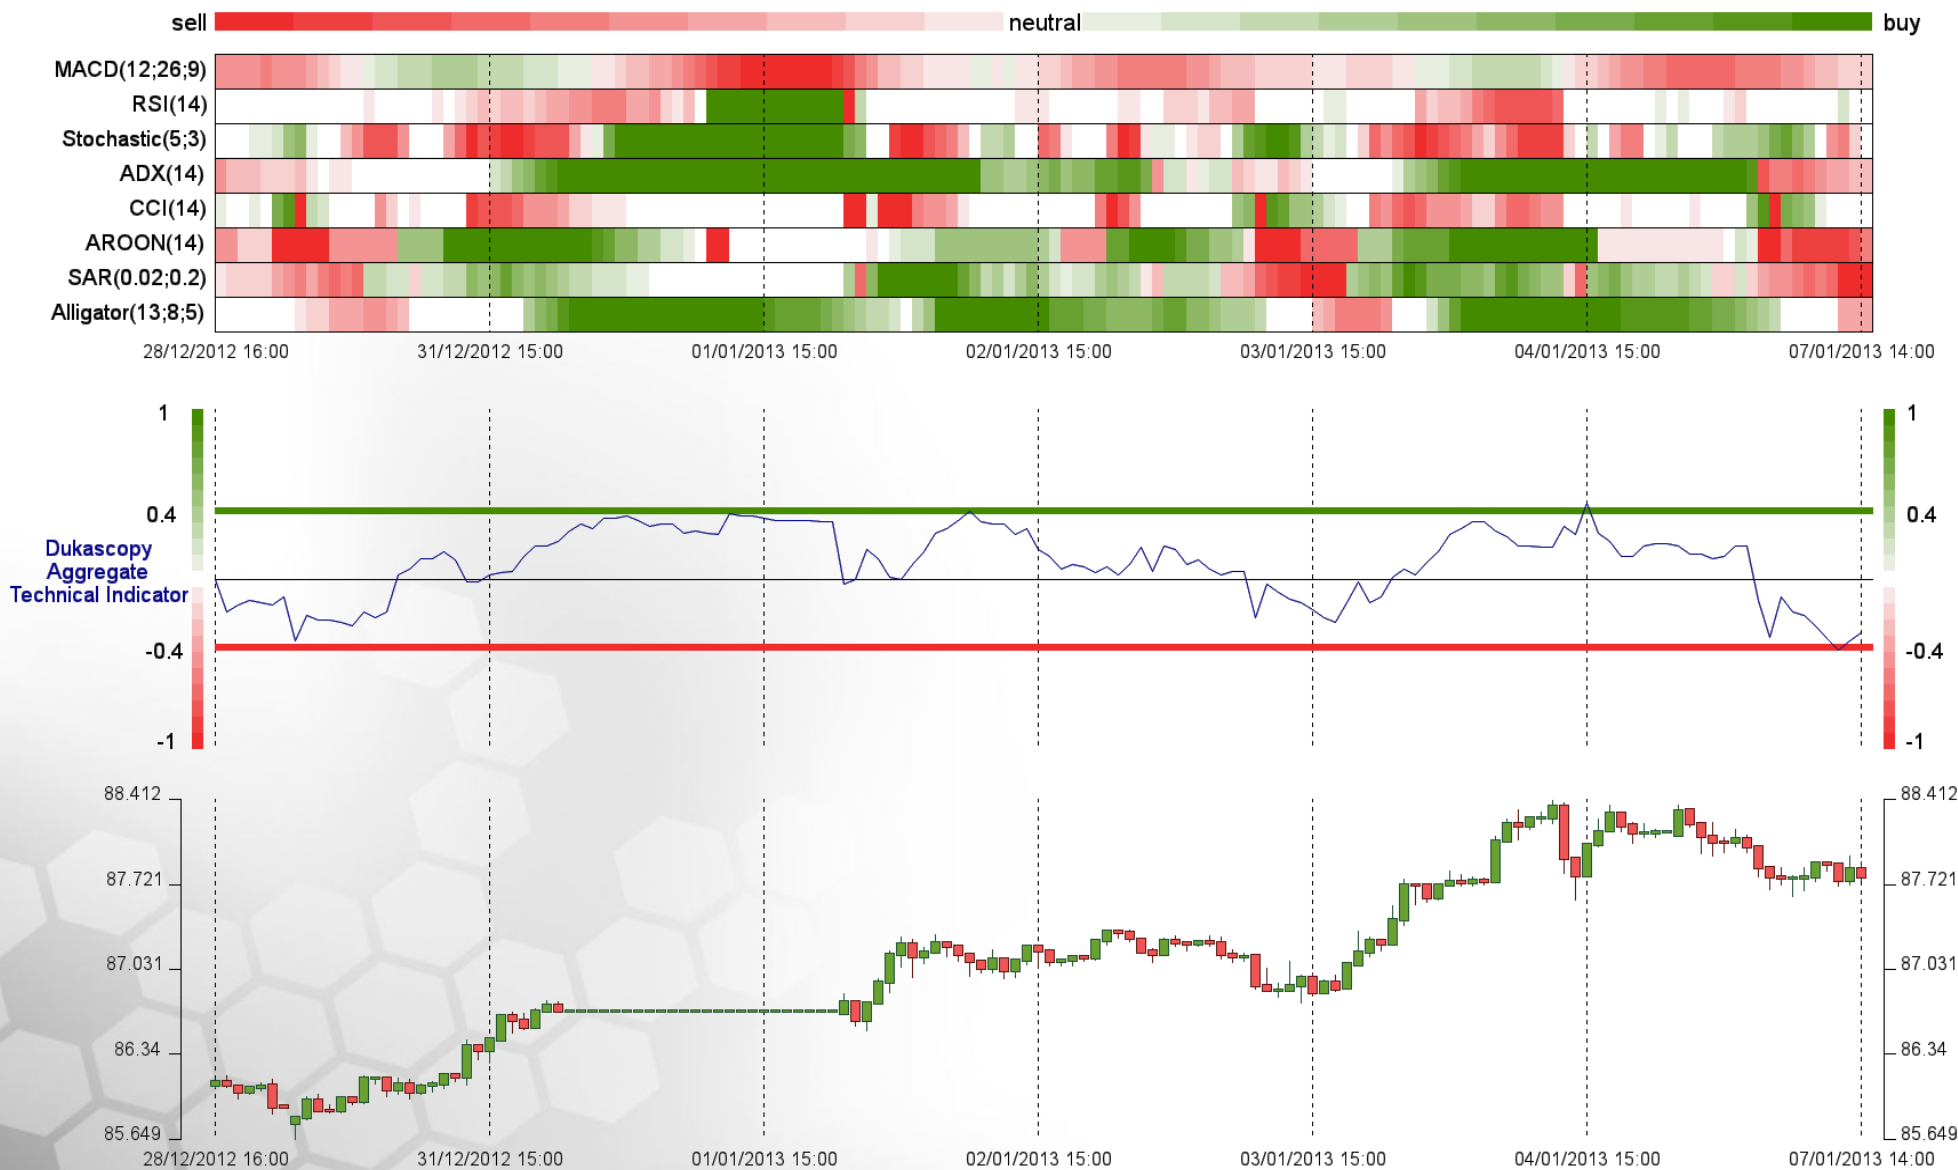 sell neutral buy
MACD(12;26;9)
RSI(14)
Stochastic(5;3)
ADX(14)
CCI(14)
AROON(14)
SAR(0.02;0.2)
Alligator(13;8;5)
28/12/2012 16:00 31/12/2012 15:00 01/01/2013 15:00 02/01/2013 15:00 03/01/2013 15:00 04/01/2013 15:00 07/01/2013 14:00
1 1
0.4 0.4
Dukascopy
Aggregate
Technical Indicator
-0.4 -0.4
-1 -1
88.412 88.412
87.721 87.721
87.031 87.031
86.34 86.34
85.649 85.649
28/12/2012 16:00 31/12/2012 15:00 01/01/2013 15:00 02/01/2013 15:00 03/01/2013 15:00 04/01/2013 15:00 07/01/2013 14:00